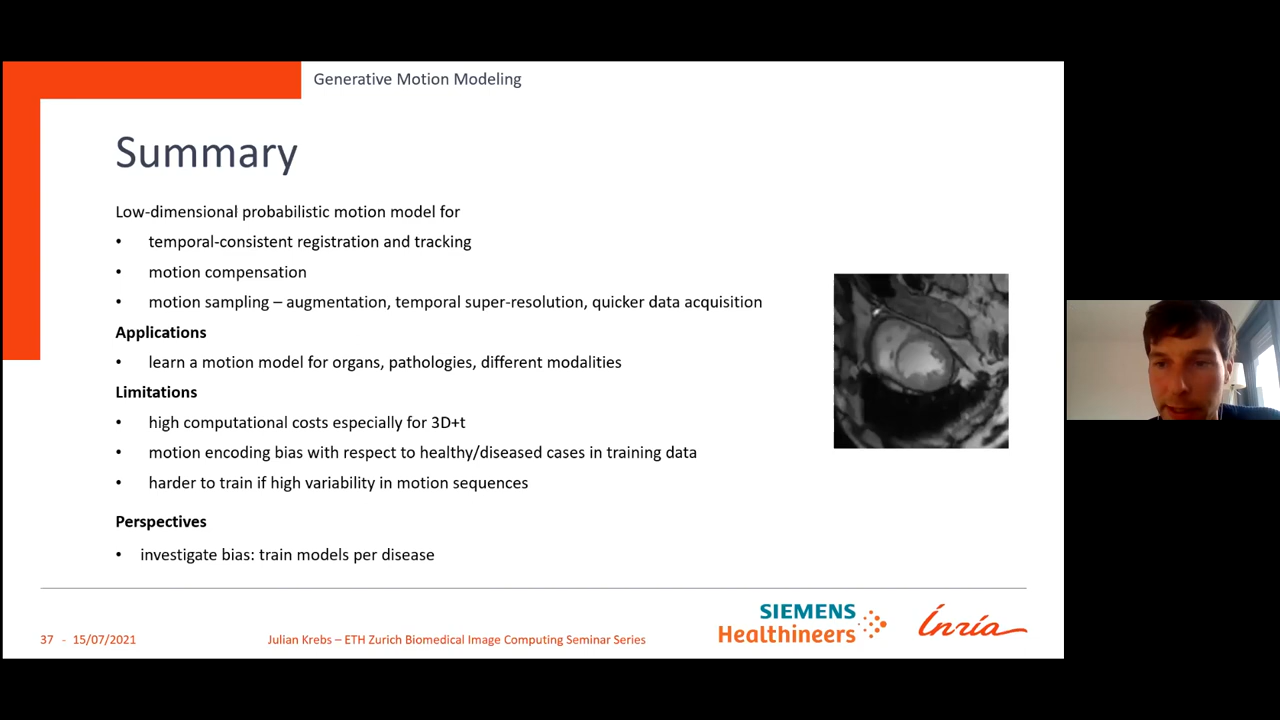 Generative Motion Modeling
Summary
Low-dimensional probabilistic motion model for
• temporal-consistent registration and tracking
• motion compensation
• motion sampling – augmentation, temporal super-resolution, quicker data acquisition
Applications
• learn a motion model for organs, pathologies, different modalities
Limitations
• high computational costs especially for 3D+t
• motion encoding bias with respect to healthy/diseased cases in training data
• harder to train if high variability in motion sequences
Perspectives
• investigate bias: train models per disease
37 - 15/07/2021
Julian Krebs – ETH Zurich Biomedical Image Computing Seminar Series
SIEMENS
Healthineers
Inria